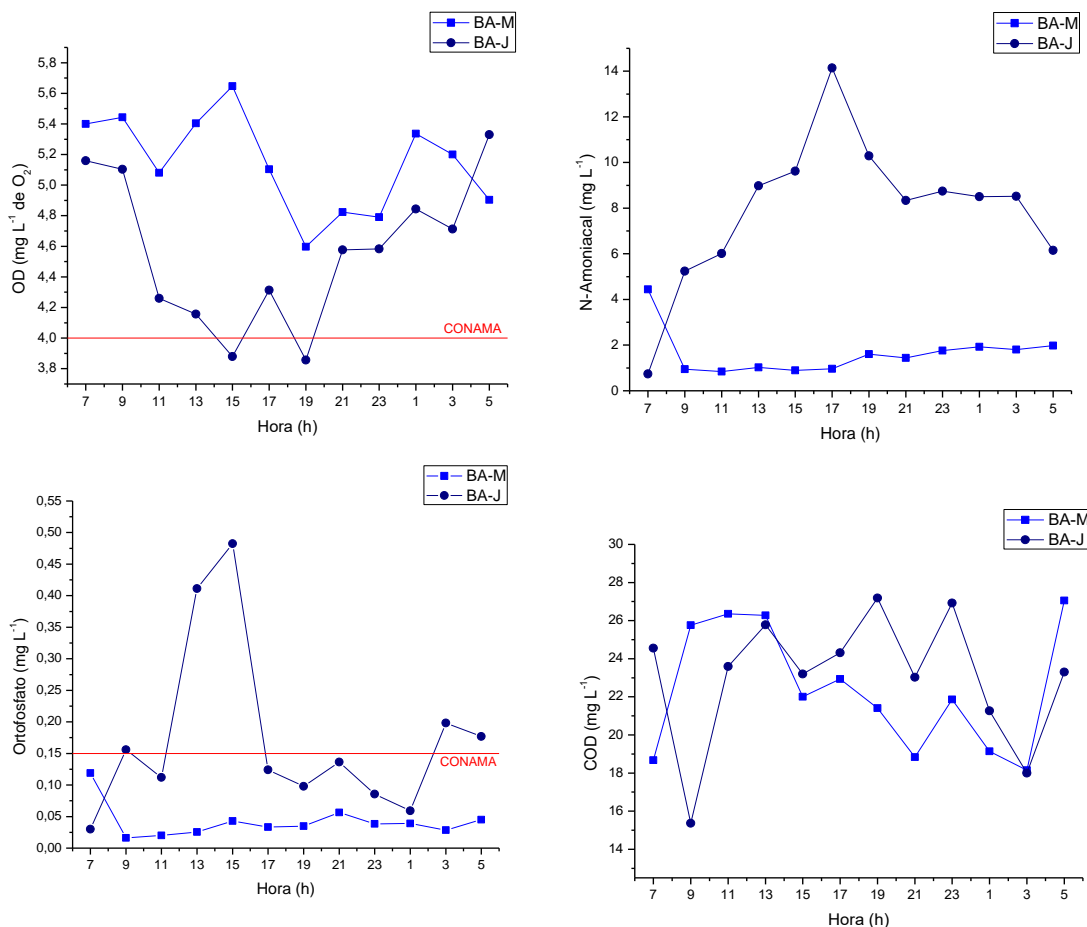 BA-M
BA-J
5,8
5,6
5,4
5,2
5,0
4,8
4,6
4,4
4,2
4,0
3,8
OD (mg L-1 de O2)
CONAMA
7 9 11 13 15 17 19 21 23 1 3 5
Hora (h)
BA-M
BA-J
14
12
10
8
6
4
2
0
N-Amoniacal (mg L-1)
7 9 11 13 15 17 19 21 23 1 3 5
Hora (h)
BA-M
BA-J
0,55
0,50
0,45
0,40
0,35
0,30
0,25
0,20
0,15
0,10
0,05
0,00
Ortofosfato (mg L-1)
CONAMA
7 9 11 13 15 17 19 21 23 1 3 5
Hora (h)
BA-M
BA-J
30
28
26
24
22
20
18
16
14
COD (mg L-1)
7 9 11 13 15 17 19 21 23 1 3 5
Hora (h)